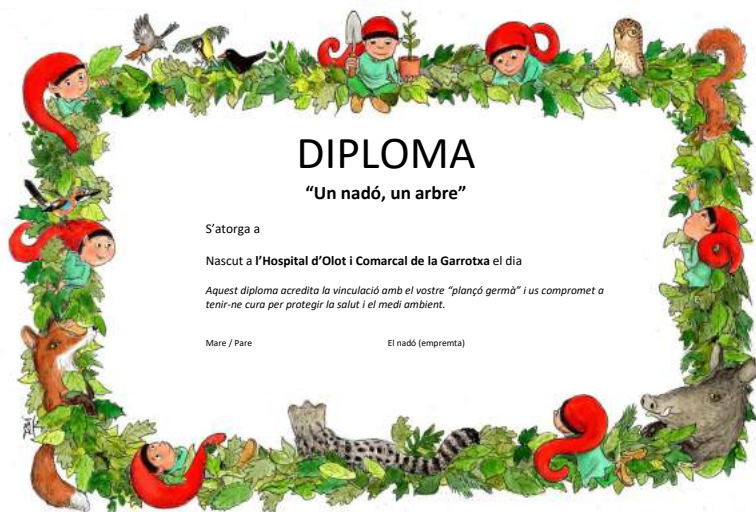 DIPLOMA
“Un nadó, un arbre”
S’atorga a
Nascut a l’Hospital d’Olot i Comarcal de la Garrotxa el dia
Aquest diploma acredita la vinculació amb el vostre “plançó germà” i us compromet a
tenir-ne cura per protegir la salut i el medi ambient.
Mare / Pare El nadó (empremta)